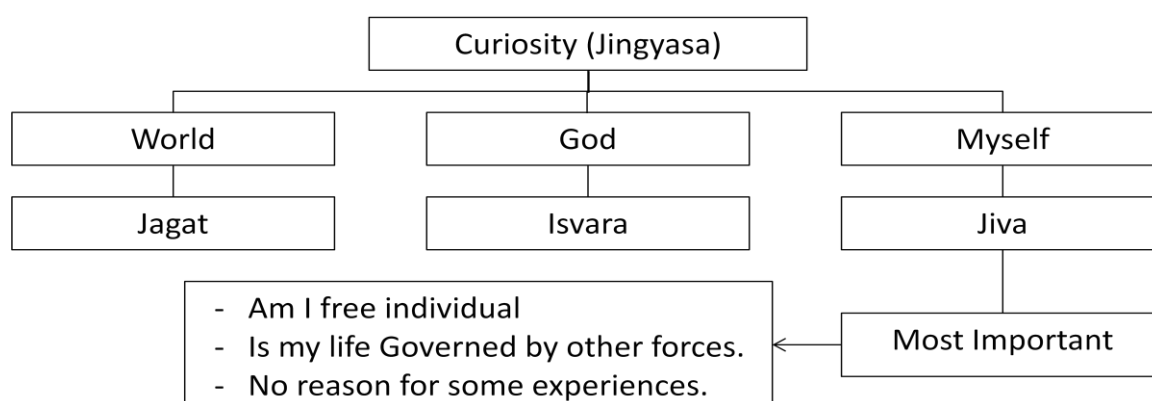 Curiosity (Jingyasa)
World
God
Myself
Jagat
Isvara
Jiva
- Am I free individual
- Is my life Governed by other forces.
- No reason for some experiences.
Most Important